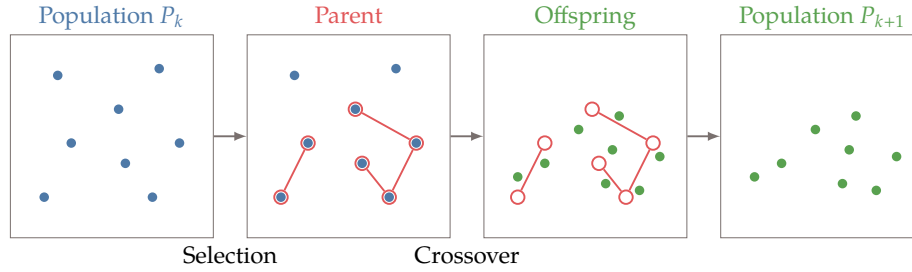 Population P_k
Parent
Offspring
Population P_{k+1}
Selection
Crossover